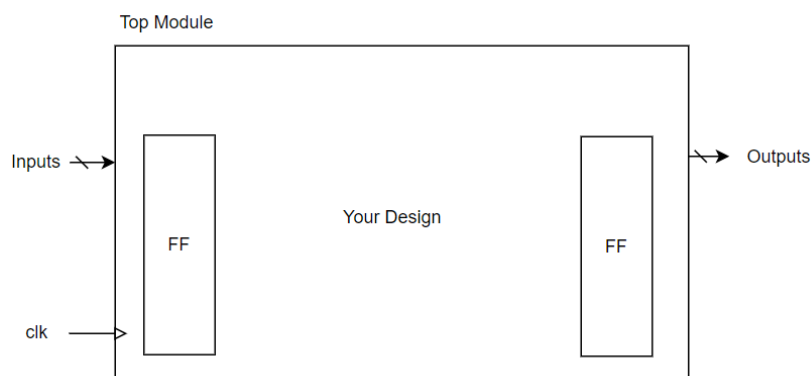 Top Module
Inputs
Outputs
Your Design
FF
FF
clk